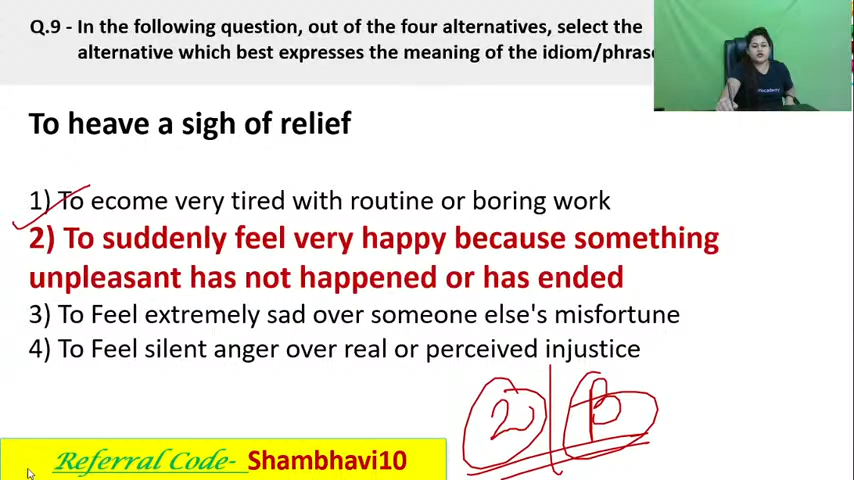 Q.9 - In the following question, out of the four alternatives, select the
alternative which best expresses the meaning of the idiom/phrase
To heave a sigh of relief
1) To ecome very tired with routine or boring work
2) To suddenly feel very happy because something
unpleasant has not happened or has ended
3) To Feel extremely sad over someone else's misfortune
4) To Feel silent anger over real or perceived injustice
2 | B
Referral Code- Shambhavi10